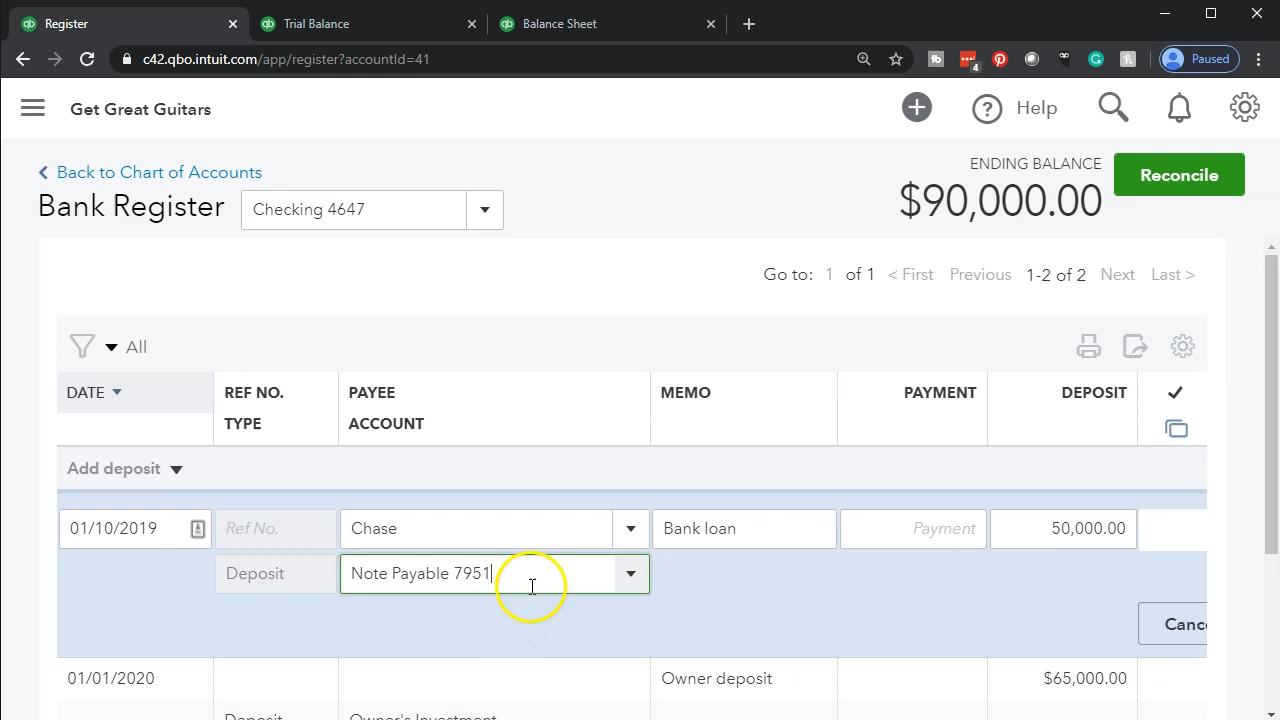 Register
Trial Balance
Balance Sheet
c42.qbo.intuit.com/app/register?accountId=41
4
Paused
Get Great Guitars
Help
Back to Chart of Accounts
Bank Register
Checking 4647
ENDING BALANCE
$90,000.00
Reconcile
Go to: 1 of 1 < First Previous 1-2 of 2 Next Last >
All
DATE REF NO. PAYEE MEMO PAYMENT DEPOSIT
TYPE ACCOUNT
Add deposit
01/10/2019 Ref No. Chase Bank loan Payment 50,000.00
Deposit Note Payable 7951
Canc
01/01/2020 Owner deposit $65,000.00
Deposit Owner's Investment